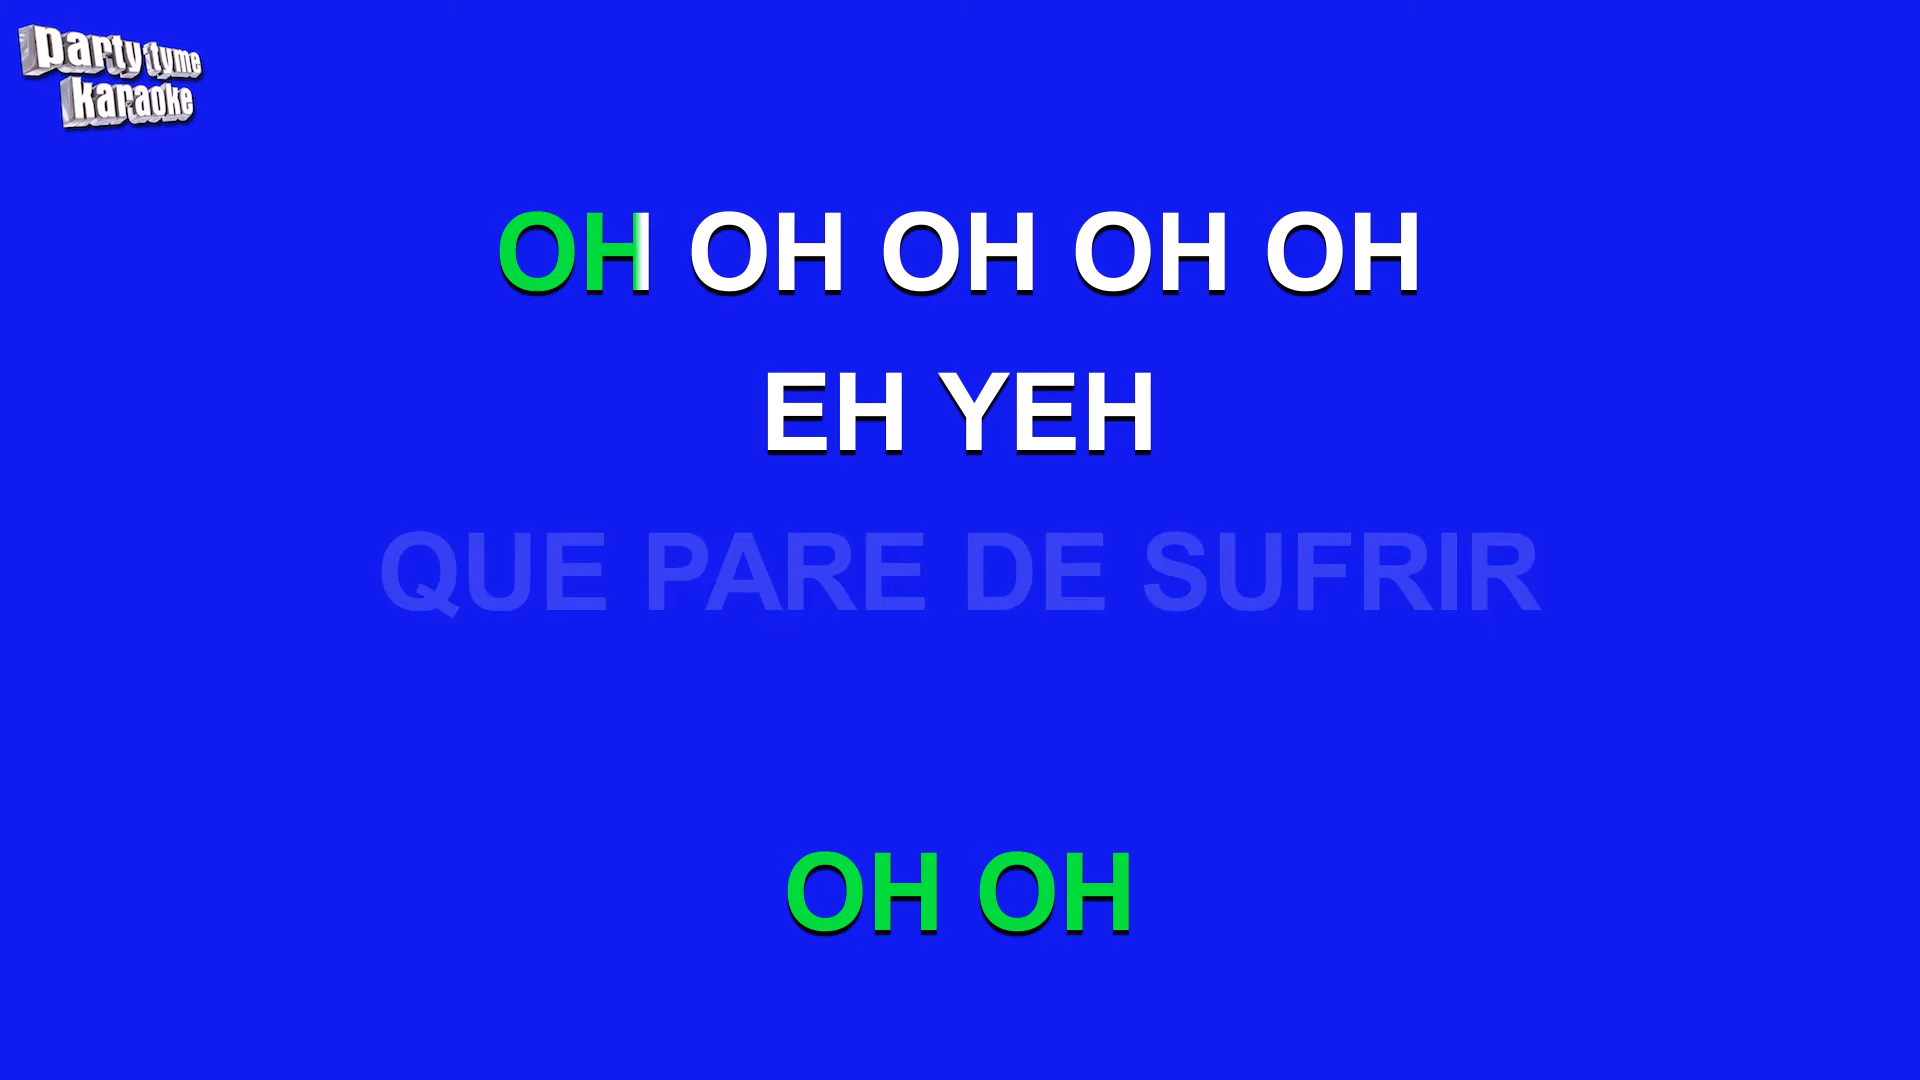 party tyme
karaoke
OH OH OH OH OH
EH YEH
QUE PARE DE SUFRIR
OH OH